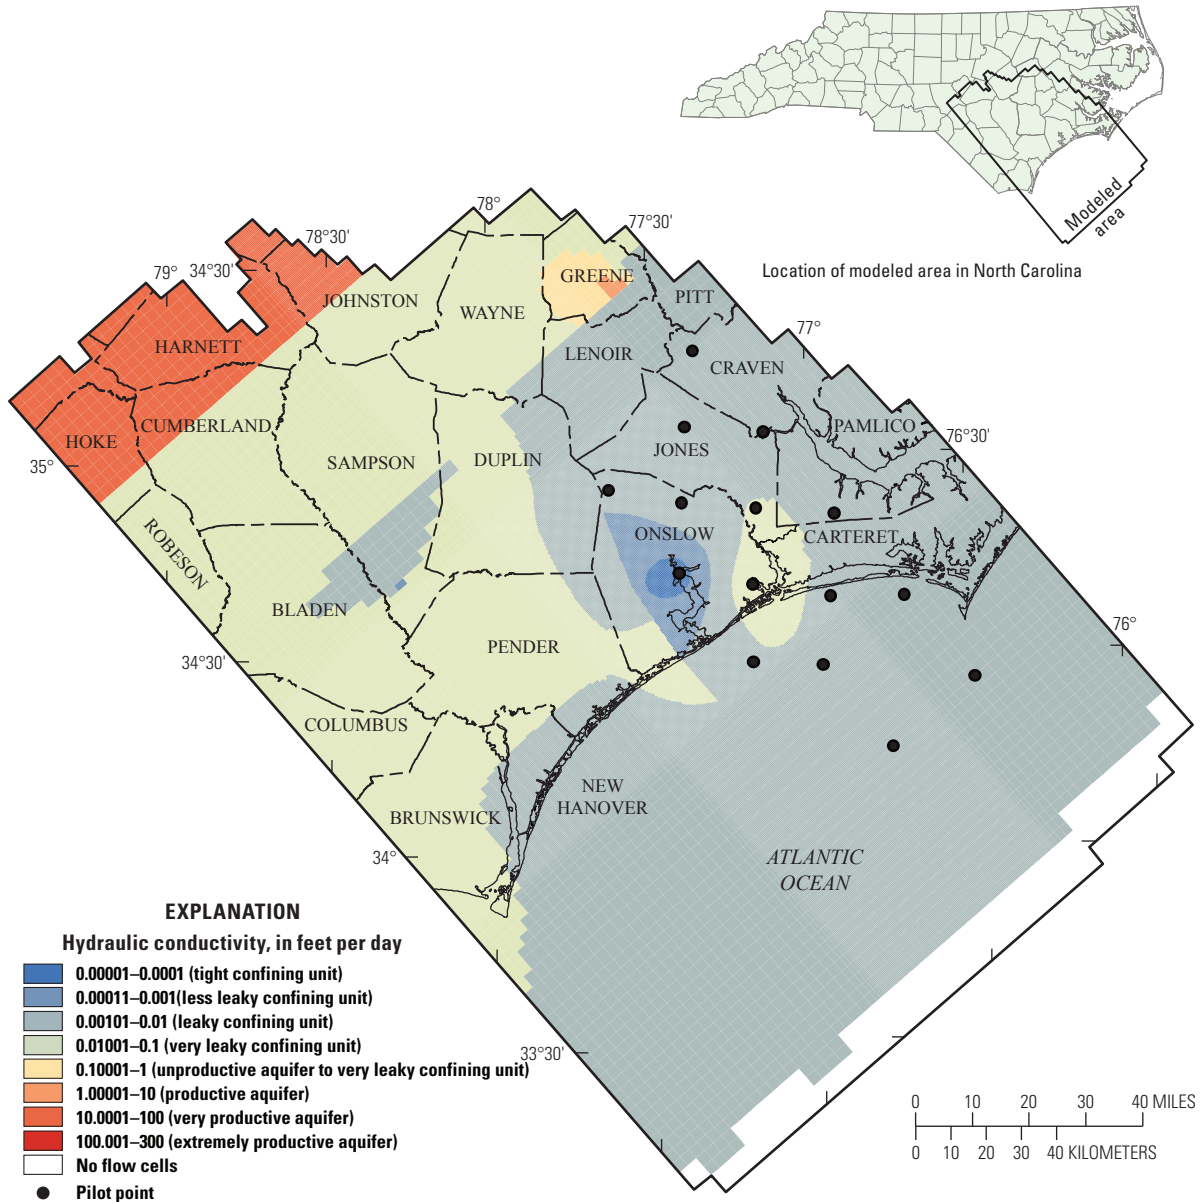 Modeled
area
Location of modeled area in North Carolina
78°
77°30'
78°30'
79°
34°30'
GREENE
JOHNSTON
PITT
WAYNE
77°
HARNETT
LENOIR
CRAVEN
HOKE
CUMBERLAND
PAMLICO
76°30'
JONES
35°
SAMPSON
DUPLIN
ROBESON
ONSLOW
CARTERET
BLADEN
76°
PENDER
34°30'
COLUMBUS
NEW
HANOVER
BRUNSWICK
34°
ATLANTIC
OCEAN
33°30'
EXPLANATION
Hydraulic conductivity, in feet per day
0.00001–0.0001 (tight confining unit)
0.00011–0.001(less leaky confining unit)
0.00101–0.01 (leaky confining unit)
0.01001–0.1 (very leaky confining unit)
0.10001–1 (unproductive aquifer to very leaky confining unit)
1.00001–10 (productive aquifer)
10.0001–100 (very productive aquifer)
100.001–300 (extremely productive aquifer)
No flow cells
Pilot point
0 10 20 30 40 MILES
0 10 20 30 40 KILOMETERS